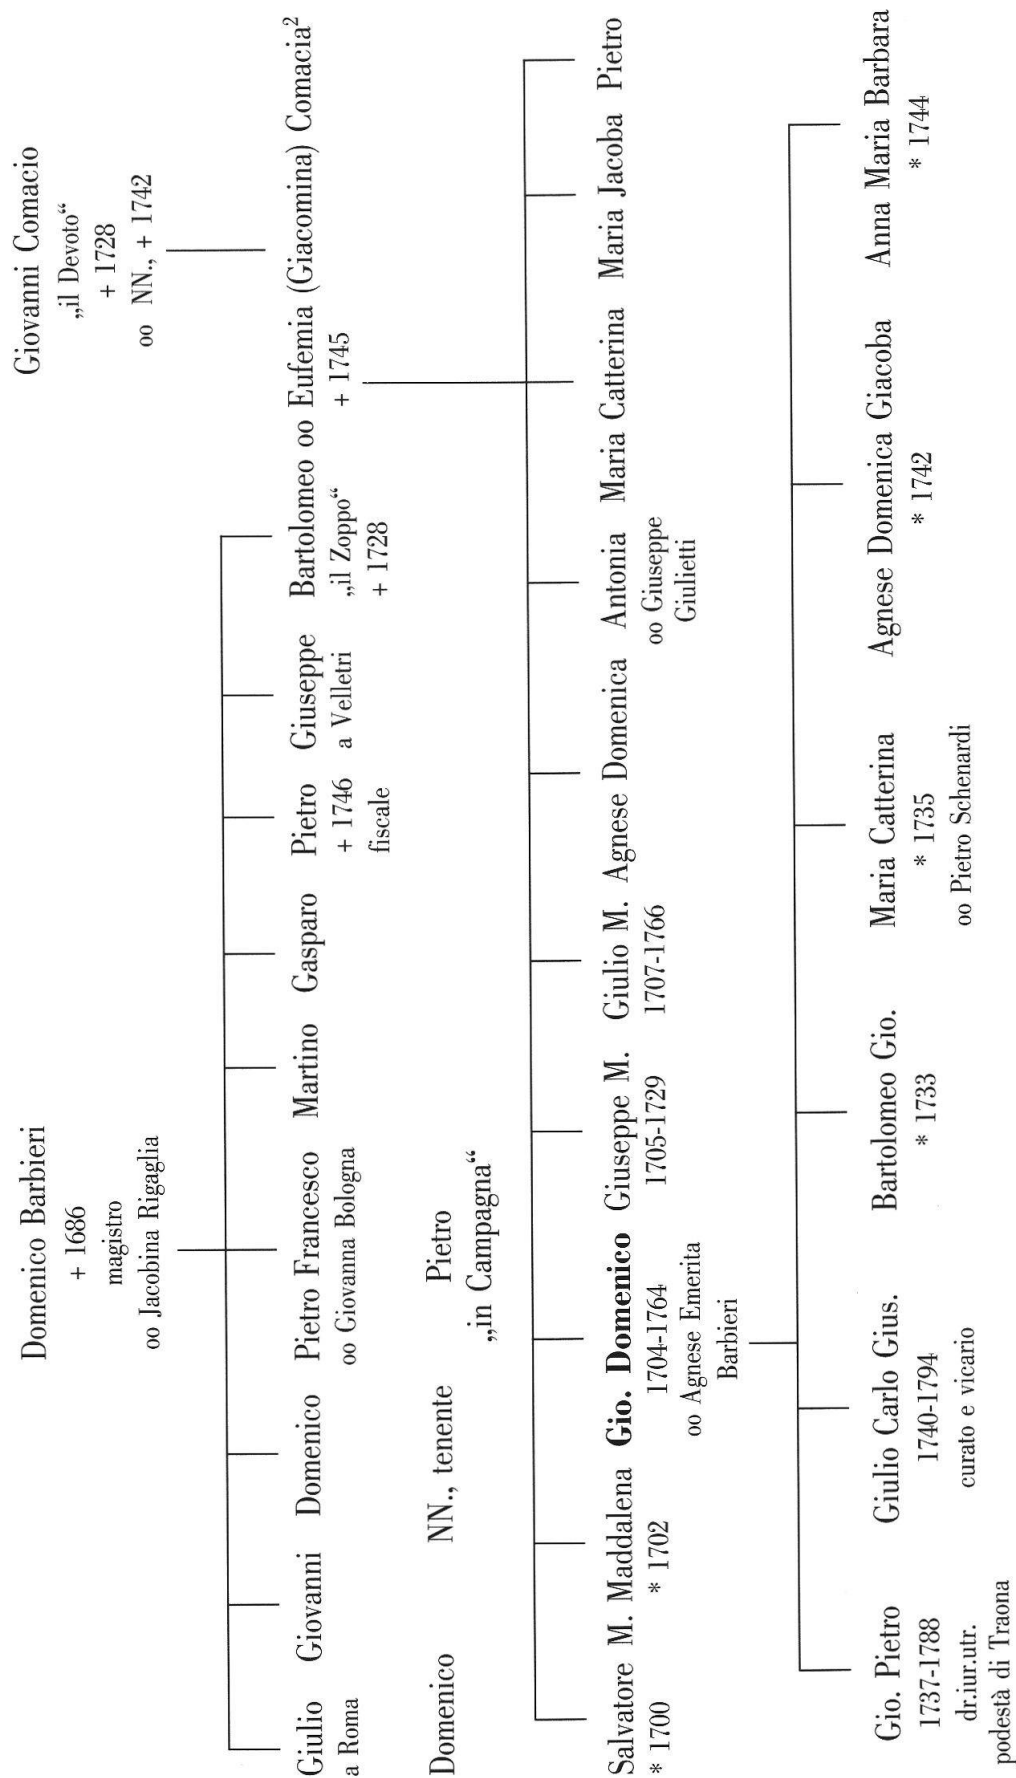 Domenico Barbieri
+ 1686
magistro
oo Jacobina Rigaglia
Giovanni Comacio
„il Devoto“
+ 1728
oo NN., + 1742
Giulio
a Roma
Giovanni
Domenico
Pietro Francesco
oo Giovanna Bologna
Martino
Gasparo
Pietro
+ 1746
fiscale
Giuseppe
a Velletri
Bartolomeo oo Eufemia (Giacomina) Comacia²
„il Zoppo“
+ 1728
+ 1745
Domenico
NN., tenente
Pietro
„in Campagna“
Salvatore
* 1700
M. Maddalena
* 1702
Gio. Domenico
1704-1764
oo Agnese Emerita
Barbieri
Giuseppe M.
1705-1729
Giulio M.
1707-1766
Agnese Domenica
Antonia
oo Giuseppe
Giulietti
Maria Catterina
Maria Jacoba
Pietro
Gio. Pietro
1737-1788
dr.iur.utr.
podestà di Traona
Giulio Carlo Gius.
1740-1794
curato e vicario
Bartolomeo Gio.
* 1733
Maria Catterina
* 1735
oo Pietro Schenardi
Agnese Domenica Giacoba
* 1742
Anna Maria Barbara
* 1744